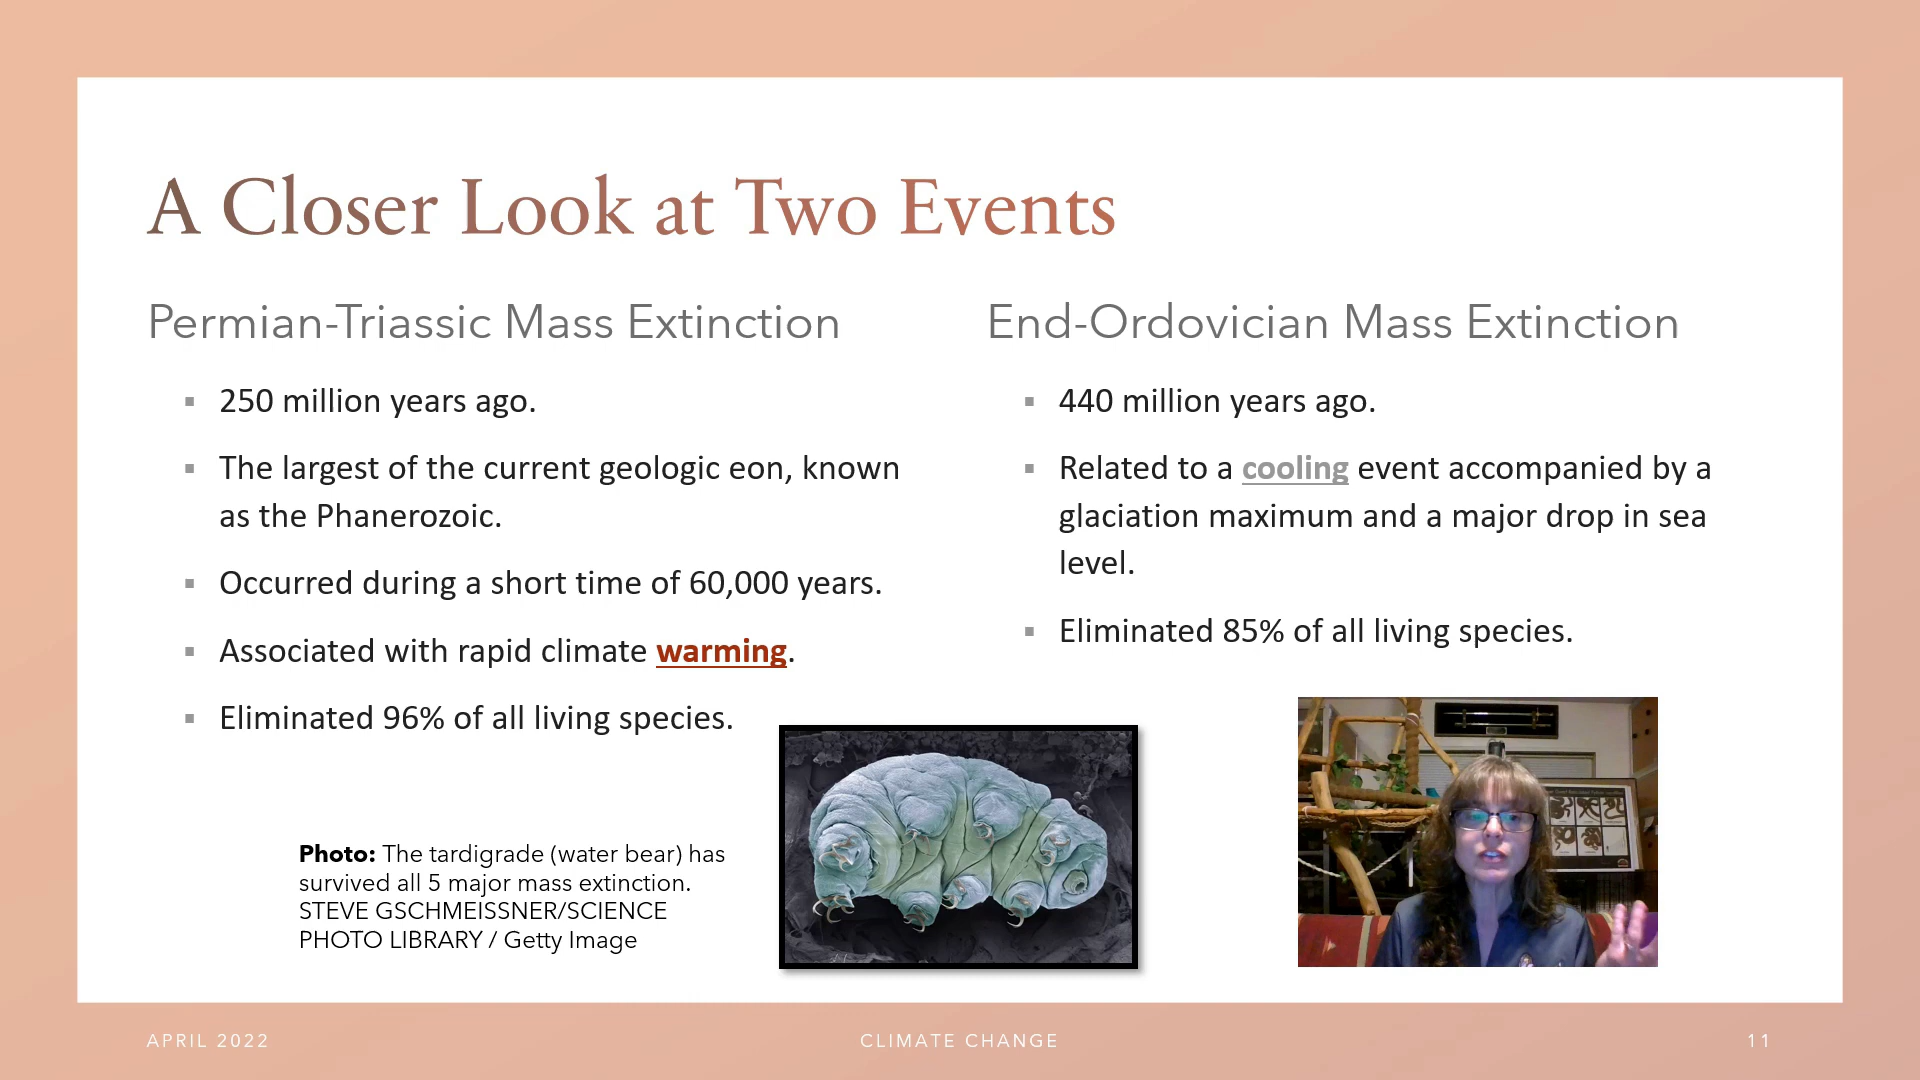 A Closer Look at Two Events
Permian-Triassic Mass Extinction
250 million years ago.
The largest of the current geologic eon, known
as the Phanerozoic.
Occurred during a short time of 60,000 years.
Associated with rapid climate warming.
Eliminated 96% of all living species.
Photo: The tardigrade (water bear) has
survived all 5 major mass extinction.
STEVE GSCHMEISSNER/SCIENCE
PHOTO LIBRARY / Getty Image
End-Ordovician Mass Extinction
440 million years ago.
Related to a cooling event accompanied by a
glaciation maximum and a major drop in sea
level.
Eliminated 85% of all living species.
APRIL 2022
CLIMATE CHANGE
11